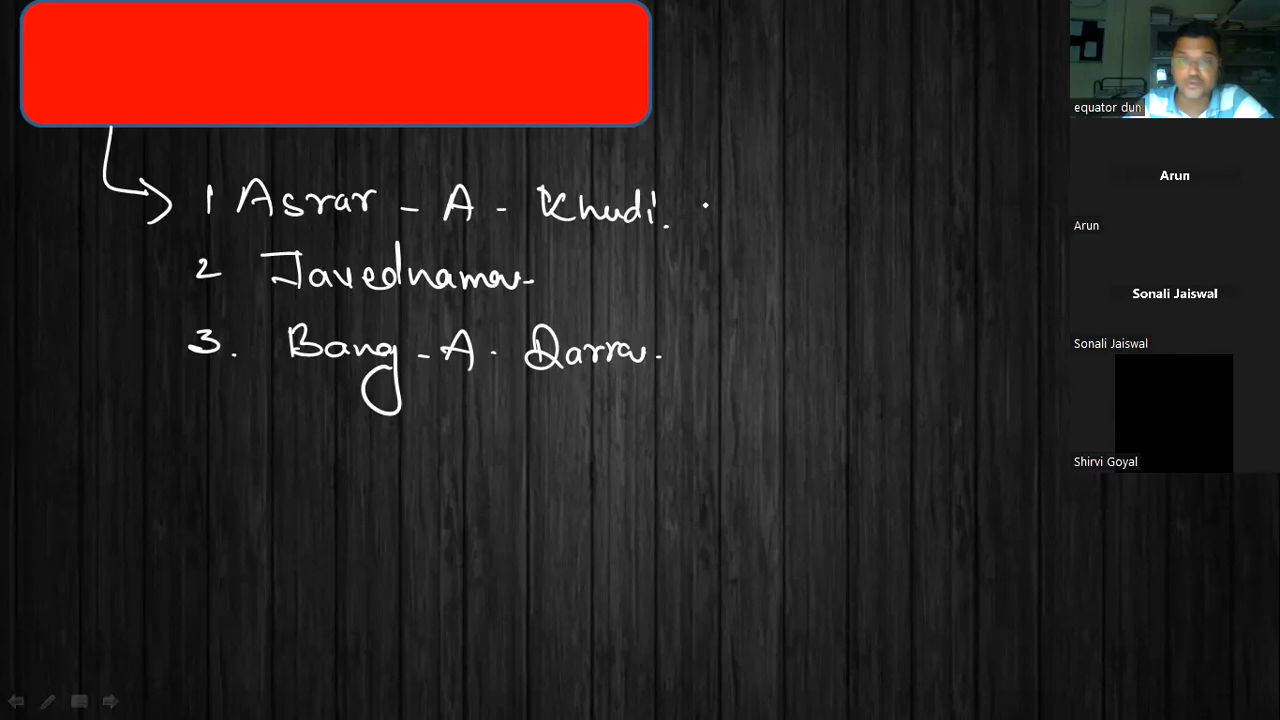 equator dun
1 Asrar - A - Khudi.
Arun
Arun
2 Javednama-
Sonali Jaiswal
Sonali Jaiswal
3. Bang - A - Darra.
Shirvi Goyal